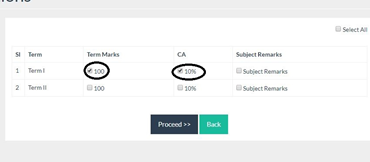 Select All
Sl Term Term Marks CA Subject Remarks
1 Term I 100 10% Subject Remarks
2 Term II 100 10% Subject Remarks
Proceed >> Back